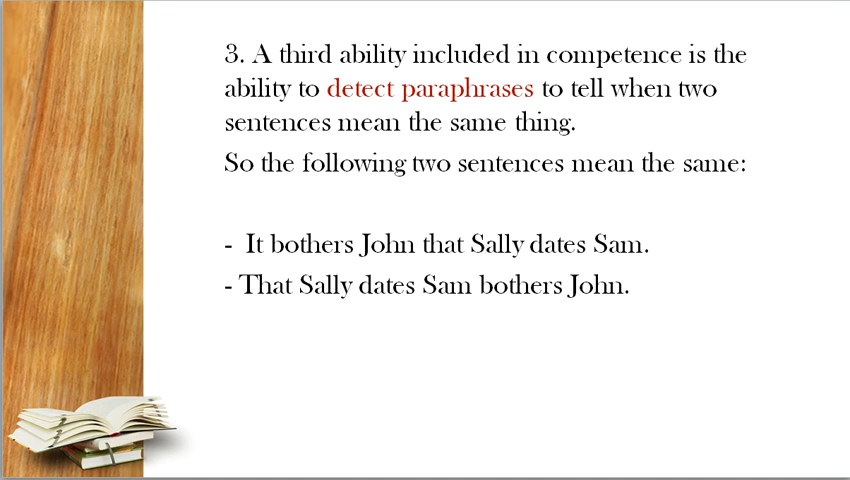 3. A third ability included in competence is the
ability to detect paraphrases to tell when two
sentences mean the same thing.
So the following two sentences mean the same:
- It bothers John that Sally dates Sam.
- That Sally dates Sam bothers John.